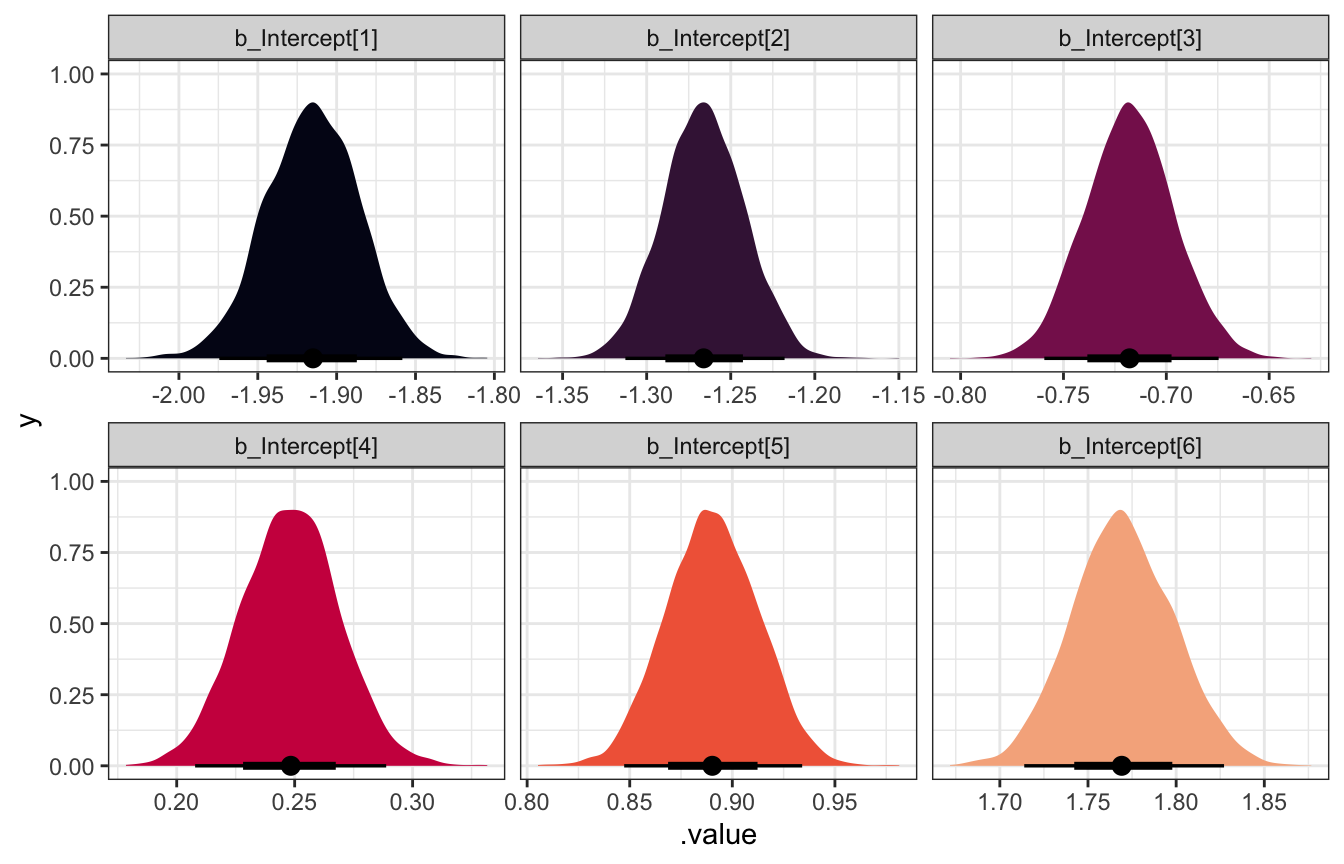 b_Intercept[1] b_Intercept[2] b_Intercept[3]
1.00
0.75
0.50
0.25
0.00
-2.00 -1.95 -1.90 -1.85 -1.80 -1.35 -1.30 -1.25 -1.20 -1.15 -0.80 -0.75 -0.70 -0.65
y
b_Intercept[4] b_Intercept[5] b_Intercept[6]
1.00
0.75
0.50
0.25
0.00
0.20 0.25 0.30 0.80 0.85 0.90 0.95 1.70 1.75 1.80 1.85
.value